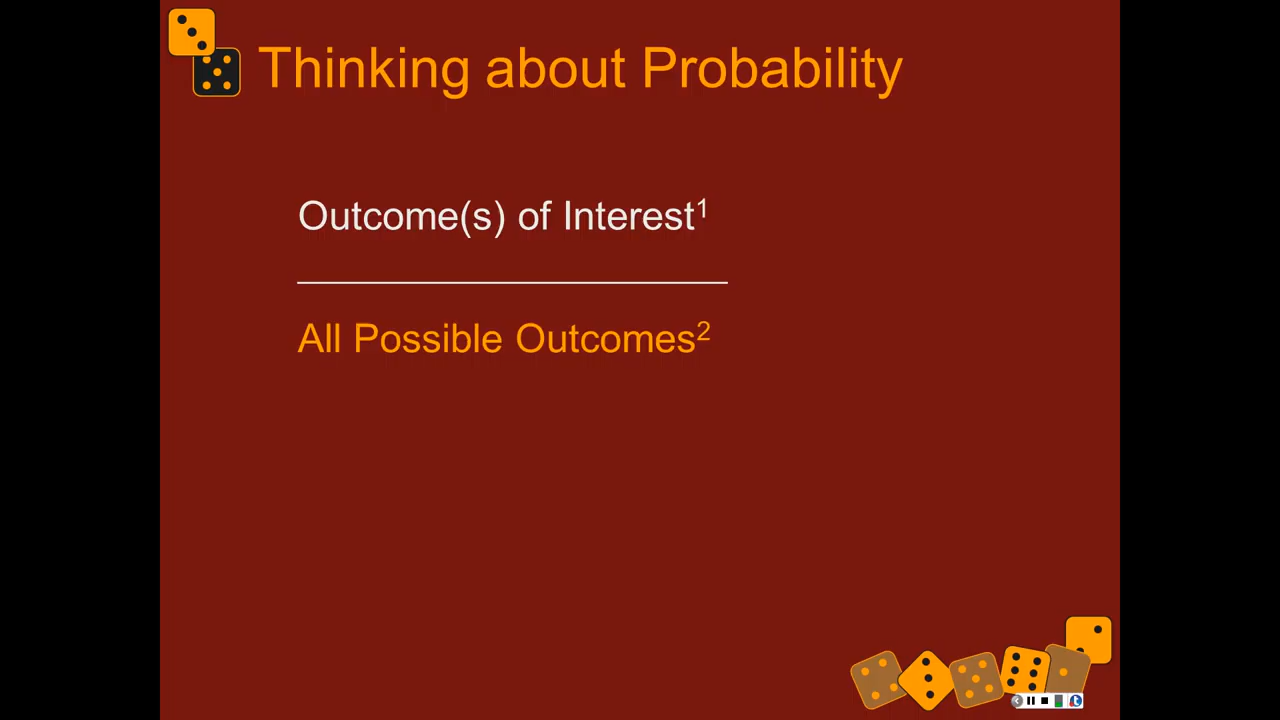 Thinking about Probability
Outcome(s) of Interest¹
All Possible Outcomes²